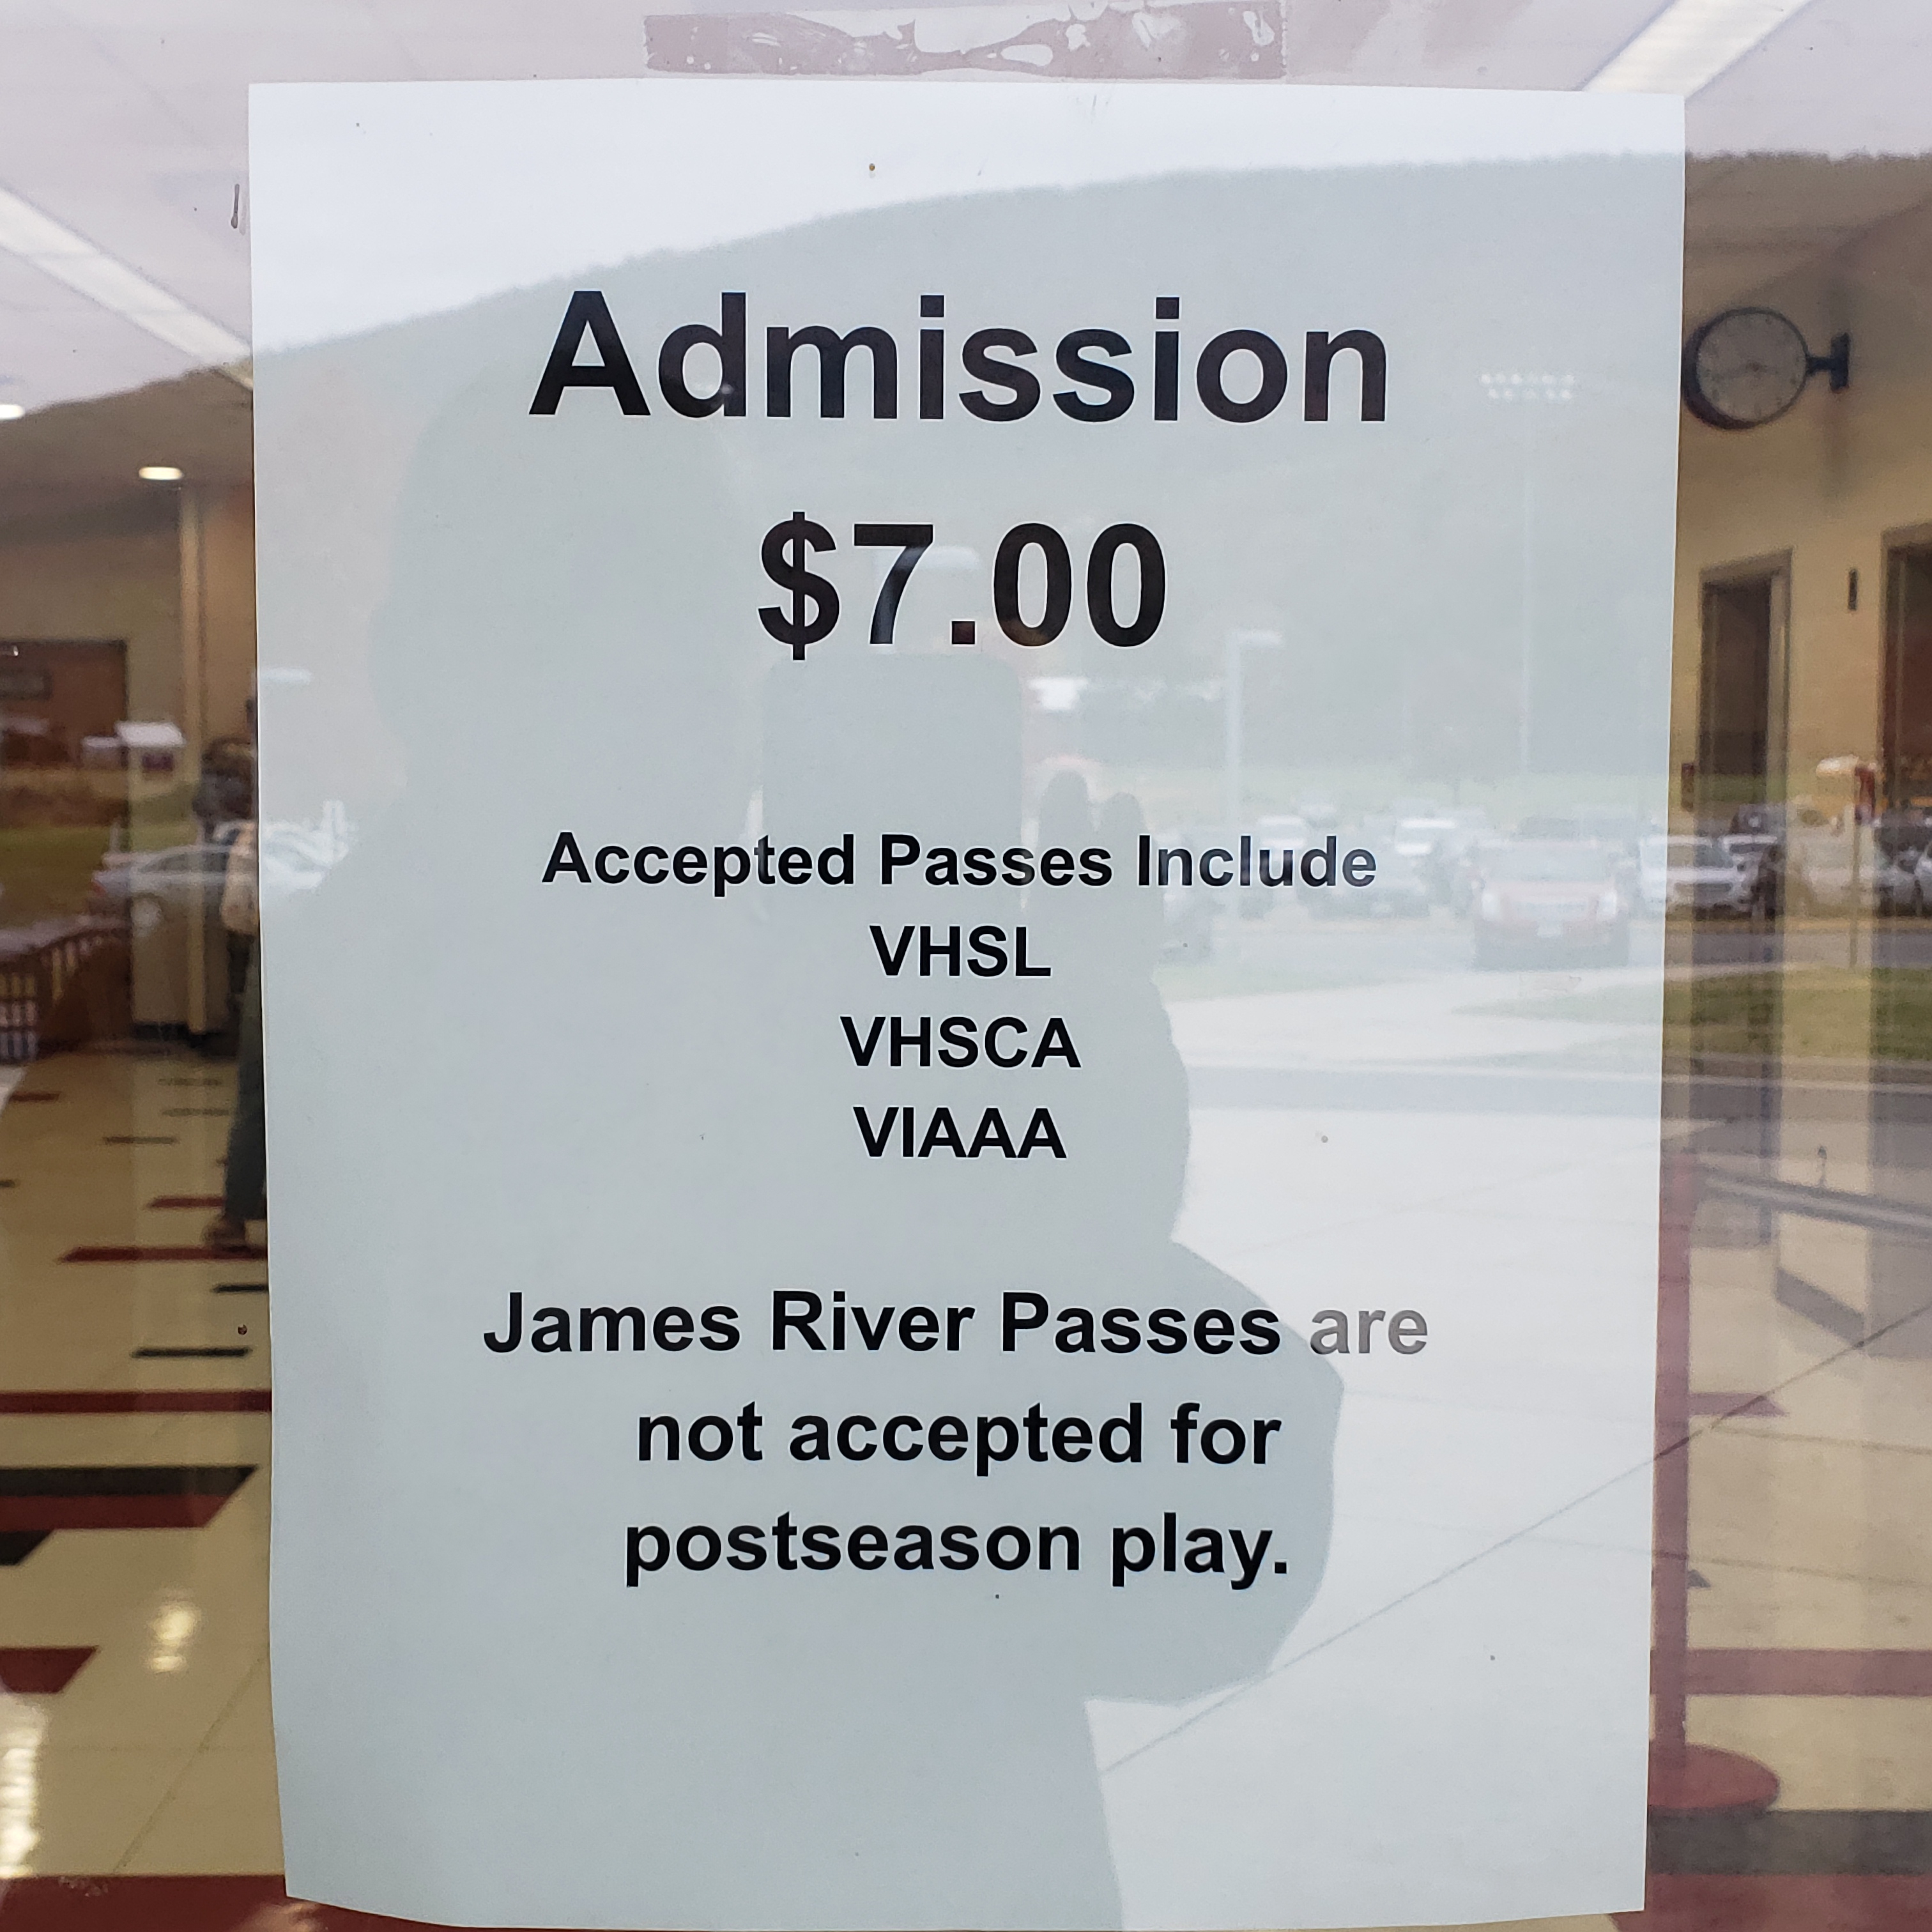 Admission
$7.00
Accepted Passes Include
VHSL
VHSCA
VIAAA
James River Passes are
not accepted for
postseason play.